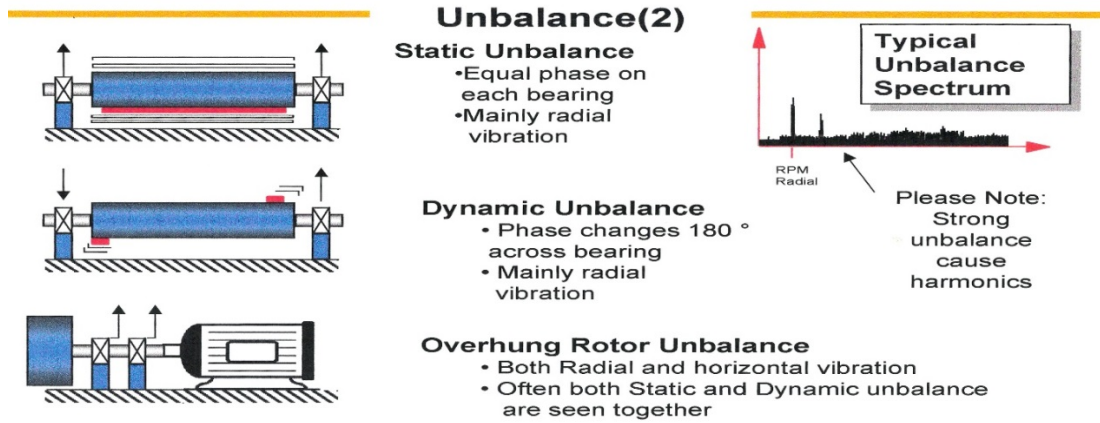 Unbalance(2)
Static Unbalance
•Equal phase on
each bearing
•Mainly radial
vibration
Typical
Unbalance
Spectrum
RPM
Radial
Please Note:
Strong
unbalance
cause
harmonics
Dynamic Unbalance
• Phase changes 180 °
across bearing
• Mainly radial
vibration
Overhung Rotor Unbalance
• Both Radial and horizontal vibration
• Often both Static and Dynamic unbalance
are seen together